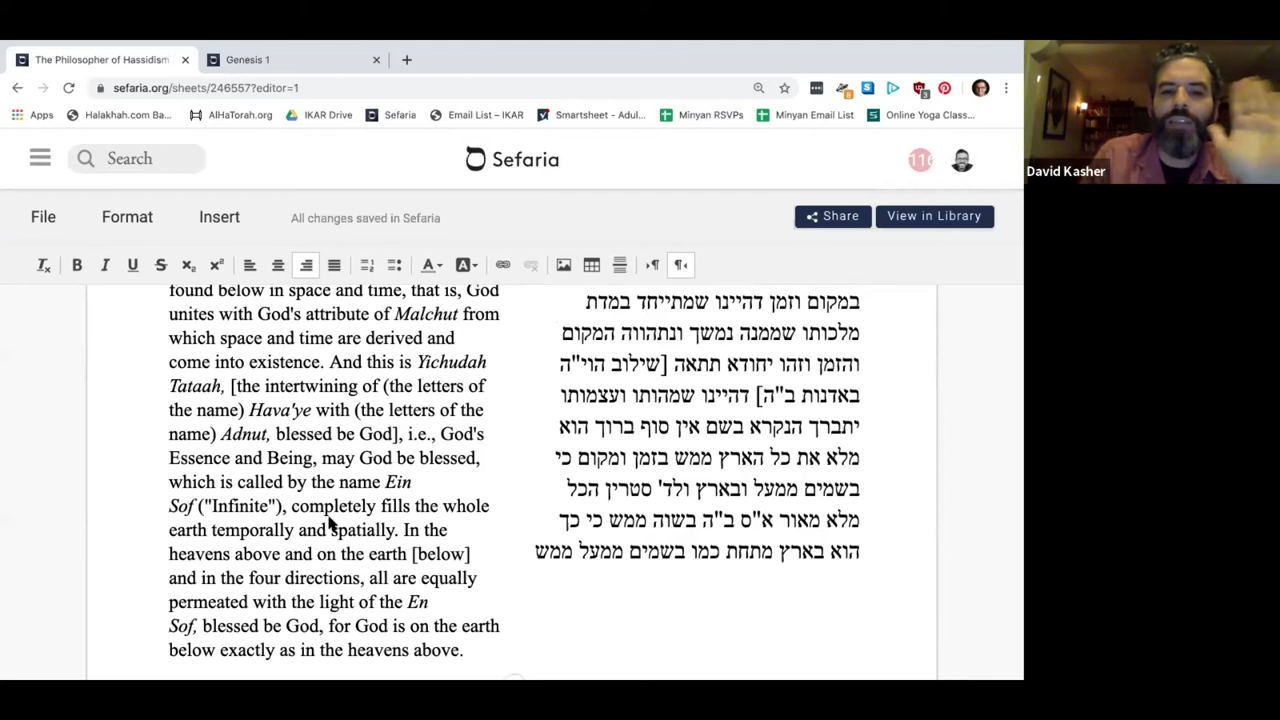 The Philosopher of Hassidism
Genesis 1
sefaria.org/sheets/246557?editor=1
Apps
Halakhah.com Ba...
AlHaTorah.org
IKAR Drive
Sefaria
Email List – IKAR
Smartsheet - Adul...
Minyan RSVPs
Minyan Email List
Online Yoga Class...
Search
Sefaria
116
David Kasher
File
Format
Insert
All changes saved in Sefaria
Share
View in Library
found below in space and time, that is, God
unites with God's attribute of Malchut from
which space and time are derived and
come into existence. And this is Yichudah
Tataah, [the intertwining of (the letters of
the name) Hava'ye with (the letters of the
name) Adnut, blessed be God], i.e., God's
Essence and Being, may God be blessed,
which is called by the name Ein
Sof ("Infinite"), completely fills the whole
earth temporally and spatially. In the
heavens above and on the earth [below]
and in the four directions, all are equally
permeated with the light of the En
Sof, blessed be God, for God is on the earth
below exactly as in the heavens above.
במקום וזמן דהיינו שמתייחד במדת
מלכותו שממנה נמשך ונתהווה המקום
והזמן וזהו יחודא תתאה [שילוב הוי"ה
באדנות ב"ה] דהיינו שמהותו ועצמותו
יתברך הנקרא בשם אין סוף ברוך הוא
מלא את כל הארץ ממש בזמן ומקום כי
בשמים ממעל ובארץ ולד' סטרין הכל
מלא מאור א"ס ב"ה בשוה ממש כי כך
הוא בארץ מתחת כמו בשמים ממעל ממש